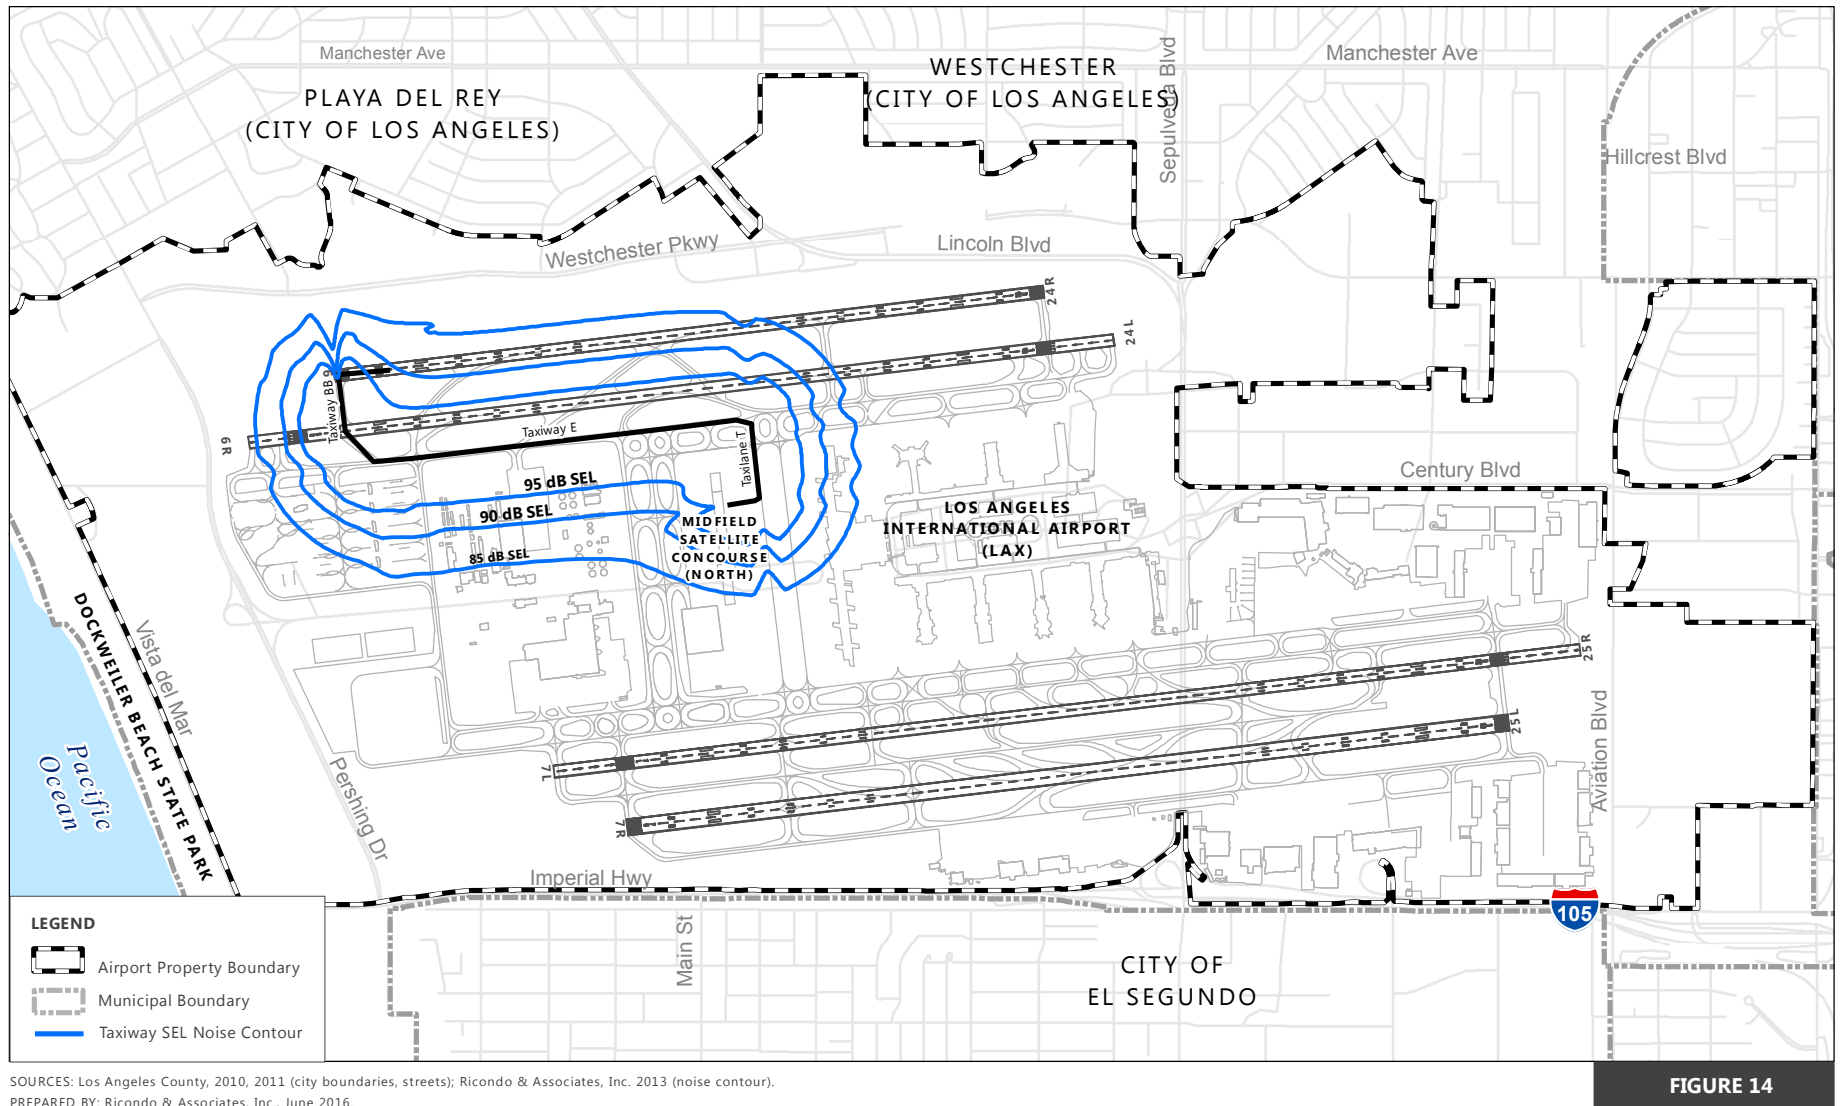 Manchester Ave
Manchester Ave
WESTCHESTER
(CITY OF LOS ANGELES)
PLAYA DEL REY
(CITY OF LOS ANGELES)
Sepulveda Blvd
Hillcrest Blvd
Westchester Pkwy
Lincoln Blvd
24R
24L
Taxiway BB
6R
Taxiway E
Taxilane T
95 dB SEL
90 dB SEL
85 dB SEL
MIDFIELD
SATELLITE
CONCOURSE
(NORTH)
LOS ANGELES
INTERNATIONAL AIRPORT
(LAX)
Century Blvd
DOCKWEILER BEACH STATE PARK
Vista del Mar
Pacific
Ocean
Pershing Dr
25R
25L
7L
7R
Aviation Blvd
Imperial Hwy
105
Main St
CITY OF
EL SEGUNDO
LEGEND
Airport Property Boundary
Municipal Boundary
Taxiway SEL Noise Contour
SOURCES: Los Angeles County, 2010, 2011 (city boundaries, streets); Ricondo & Associates, Inc. 2013 (noise contour).
PREPARED BY: Ricondo & Associates, Inc., June 2016
FIGURE 14